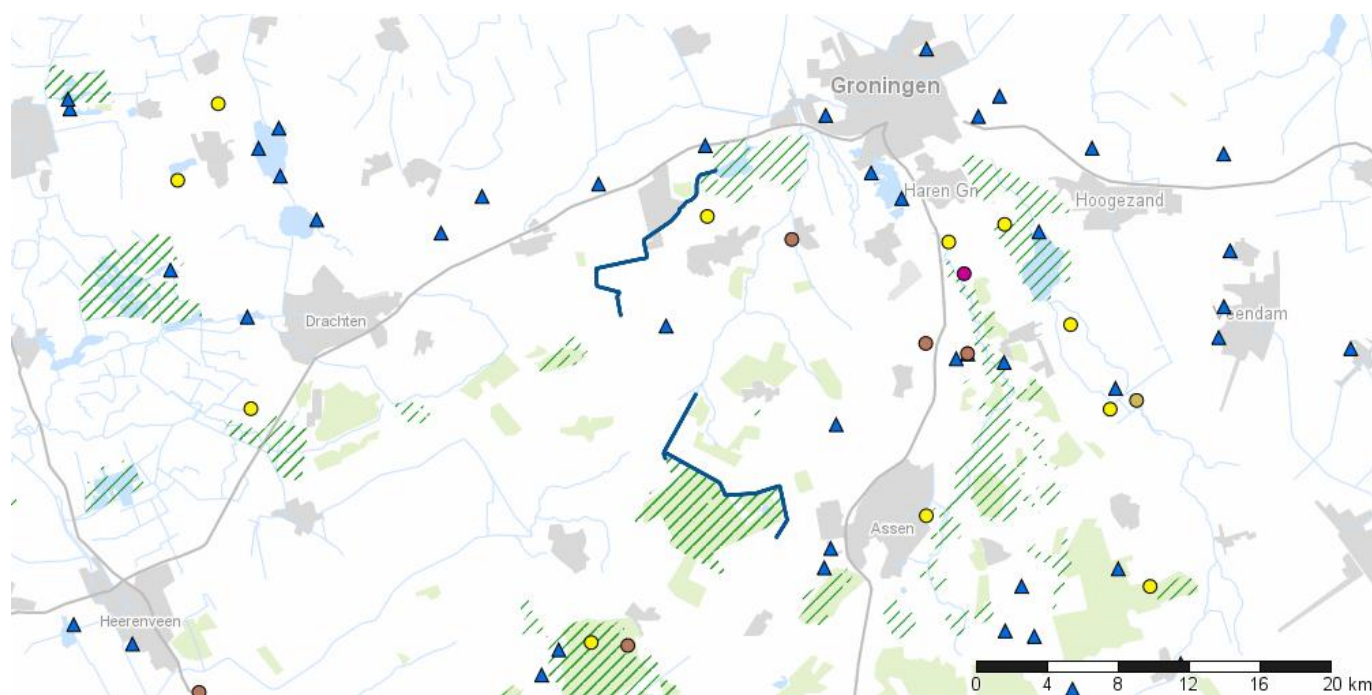 Groningen
Haren Gn
Hoogezand
Drachten
Veendam
Assen
Heerenveen
0 4 8 12 16 20 km